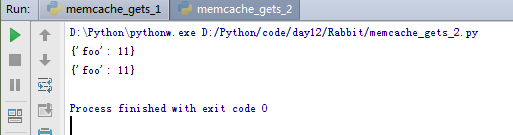 Run: memcache_gets_1 memcache_gets_2
D:\Python\pythonw.exe D:/Python/code/day12/Rabbit/memcache_gets_2.py
{'foo': 11}
{'foo': 11}
Process finished with exit code 0